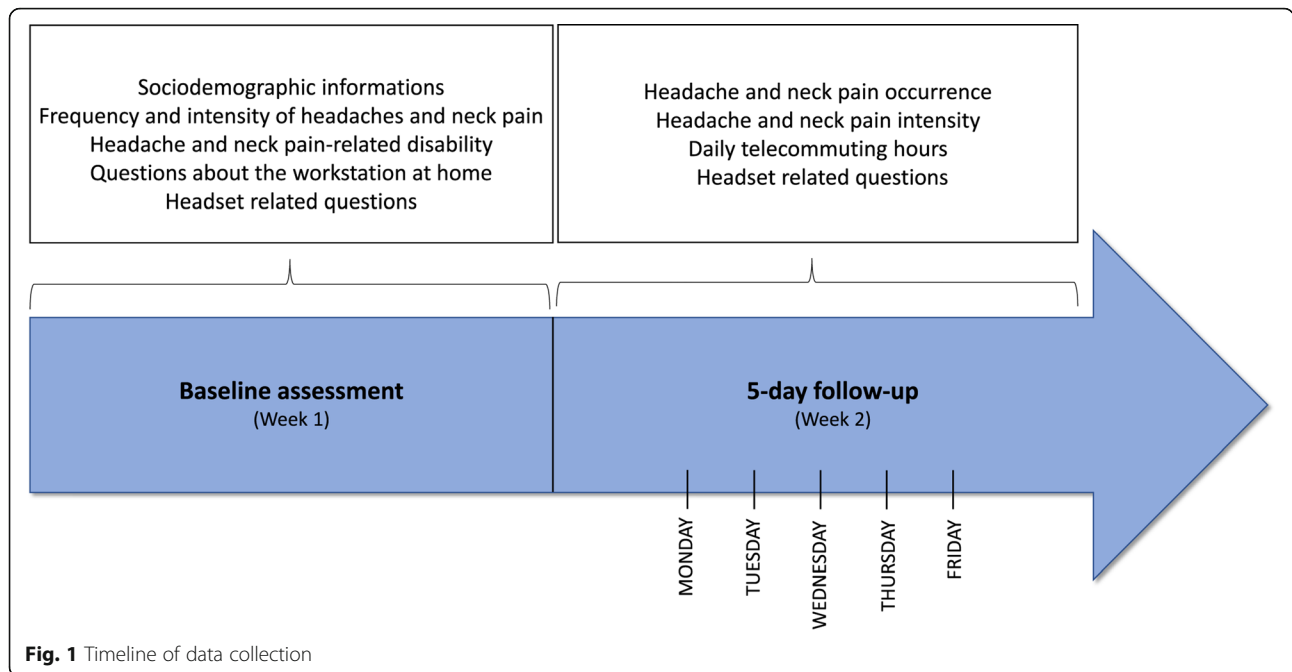 Sociodemographic informations
Frequency and intensity of headaches and neck pain
Headache and neck pain-related disability
Questions about the workstation at home
Headset related questions
Headache and neck pain occurrence
Headache and neck pain intensity
Daily telecommuting hours
Headset related questions
Baseline assessment
(Week 1)
5-day follow-up
(Week 2)
MONDAY
TUESDAY
WEDNESDAY
THURSDAY
FRIDAY
Fig. 1 Timeline of data collection